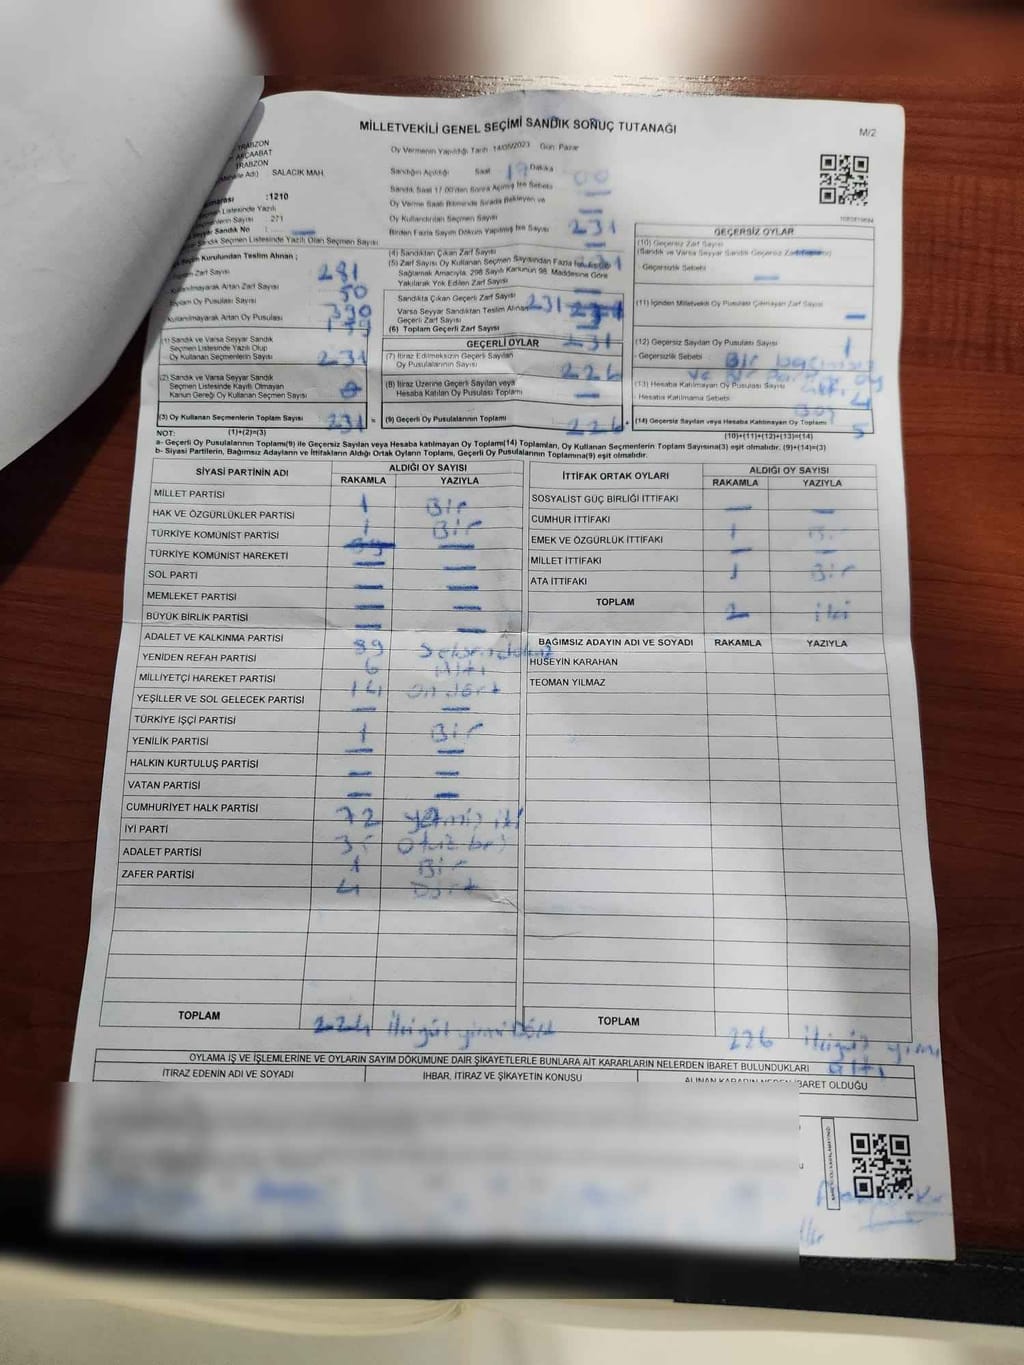 MİLLETVEKİLİ GENEL SEÇİMİ SANDIK SONUÇ TUTANAĞI
M/2
TRABZON
AKÇAABAT
TRABZON
SALACIK MAH.
:1210
271
Oy Vermenin Yapıldığı Tarih 14/05/2023 Gün: Pazar
Sandığın Açıldığı Saat 17 Dakika 00
Sandık Saat 17.00'den Sonra Açılmış İse Sebebi
Oy Verme Saati Bitiminde Sırada Bekleyen ve
Oy Kullandırılan Seçmen Sayısı
Birden Fazla Sayım Döküm Yapılmış İse Sayısı
231
Seyyar Sandık No :
Sandık Seçmen Listesinde Yazılı Olan Seçmen Sayısı
Seçim Kurulundan Teslim Alınan ;
Zarf Sayısı 281
Kullanılmayarak Artan Zarf Sayısı 50
Toplam Oy Pusulası Sayısı 330
Kullanılmayarak Artan Oy Pusulası
(1) Sandık ve Varsa Seyyar Sandık
Seçmen Listesinde Yazılı Olup
Oy Kullanan Seçmenlerin Sayısı 231
(2) Sandık ve Varsa Seyyar Sandık
Seçmen Listesinde Kayıtlı Olmayan
Kanun Gereği Oy Kullanan Seçmen Sayısı
(3) Oy Kullanan Seçmenlerin Toplam Sayısı 231 =
(4) Sandıktan Çıkan Zarf Sayısı
(5) Zarf Sayısı Oy Kullanan Seçmen Sayısından Fazla
Sağlamak Amacıyla, 298 Sayılı Kanunun 98. Maddesine Göre
Yakılarak Yok Edilen Zarf Sayısı
Sandıkta Çıkan Geçerli Zarf Sayısı 231
Varsa Seyyar Sandıktan Teslim Alınan
Geçerli Zarf Sayısı
(6) Toplam Geçerli Zarf Sayısı 231
GEÇERLİ OYLAR
(7) İtiraz Edilmeksizin Geçerli Sayılan
Oy Pusulalarının Sayısı 226
(8) İtiraz Üzerine Geçerli Sayılan veya
Hesaba Katılan Oy Pusulası Toplamı
(9) Geçerli Oy Pusulalarının Toplamı 226 +
GEÇERSİZ OYLAR
(10) Geçersiz Zarf Sayısı
(Sandık ve Varsa Seyyar Sandık Geçersiz Zarf
Geçersizlik Sebebi
(11) İçinden Milletvekili Oy Pusulası Çıkmayan Zarf Sayısı
(12) Geçersiz Sayılan Oy Pusulası Sayısı 1
- Geçersizlik Sebebi Bir bağımsız
(13) Hesaba Katılmayan Oy Pusulası Sayısı 4
Hesaba Katılmama Sebebi Boş
(14) Geçersiz Sayılan veya Hesaba Katılmayan Oy Toplamı 5
NOT: (1)+(2)=(3) (10)+(11)+(12)+(13)=(14)
a- Geçerli Oy Pusulalarının Toplam(9) ile Geçersiz Sayılan veya Hesaba katılmayan Oy Toplam(14) Toplamları, Oy Kullanan Seçmenlerin Toplam Sayısına(3) eşit olmalıdır. (9)+(14)=(3)
b- Siyasi Partilerin, Bağımsız Adayların ve İttifakların Aldığı Ortak Oyların Toplamı, Geçerli Oy Pusulalarının Toplamına(9) eşit olmalıdır.
SİYASİ PARTİNİN ADI ALDIĞI OY SAYISI
RAKAMLA YAZIYLA
MİLLET PARTİSİ 1 Bir
HAK VE ÖZGÜRLÜKLER PARTİSİ 1 Bir
TÜRKİYE KOMÜNİST PARTİSİ
TÜRKİYE KOMÜNİST HAREKETİ
SOL PARTİ
MEMLEKET PARTİSİ
BÜYÜK BİRLİK PARTİSİ
ADALET VE KALKINMA PARTİSİ 89 Seksendokuz
YENİDEN REFAH PARTİSİ 6 Altı
MİLLİYETÇİ HAREKET PARTİSİ 14 Ondört
YEŞİLLER VE SOL GELECEK PARTİSİ
TÜRKİYE İŞÇİ PARTİSİ 1 Bir
YENİLİK PARTİSİ
HALKIN KURTULUŞ PARTİSİ
VATAN PARTİSİ
CUMHURİYET HALK PARTİSİ 72 yetmiş iki
İYİ PARTİ
ADALET PARTİSİ 1 Bir
ZAFER PARTİSİ 4 Dört
TOPLAM 224 ikiyüz yirmi Dört
İTTİFAK ORTAK OYLARI ALDIĞI OY SAYISI
RAKAMLA YAZIYLA
SOSYALİST GÜÇ BİRLİĞİ İTTİFAKI
CUMHUR İTTİFAKI 1 Bir
EMEK VE ÖZGÜRLÜK İTTİFAKI
MİLLET İTTİFAKI 1 Bir
ATA İTTİFAKI
TOPLAM 2 iki
BAĞIMSIZ ADAYIN ADI VE SOYADI RAKAMLA YAZIYLA
HÜSEYİN KARAHAN
TEOMAN YILMAZ
TOPLAM 226 ikiyüz yirmi
altı
OYLAMA İŞ VE İŞLEMLERİNE VE OYLARIN SAYIM DÖKÜMÜNE DAİR ŞİKAYETLERLE BUNLARA AİT KARARLARIN NELERDEN İBARET BULUNDUKLARI
İTİRAZ EDENİN ADI VE SOYADI İHBAR, İTİRAZ VE ŞİKAYETİN KONUSU ALINAN KARARIN NEDEN İBARET OLDUĞU